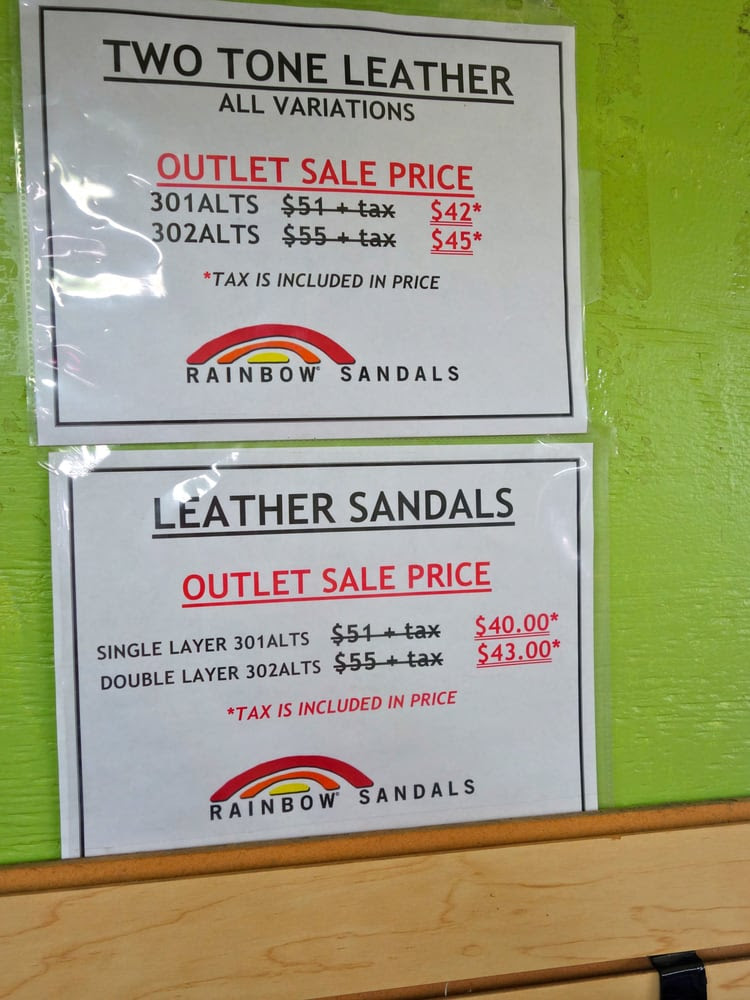 TWO TONE LEATHER
ALL VARIATIONS
OUTLET SALE PRICE
301ALTS $51 + tax $42*
302ALTS $55 + tax $45*
*TAX IS INCLUDED IN PRICE
RAINBOW® SANDALS
LEATHER SANDALS
OUTLET SALE PRICE
SINGLE LAYER 301ALTS $51 + tax $40.00*
DOUBLE LAYER 302ALTS $55 + tax $43.00*
*TAX IS INCLUDED IN PRICE
RAINBOW® SANDALS